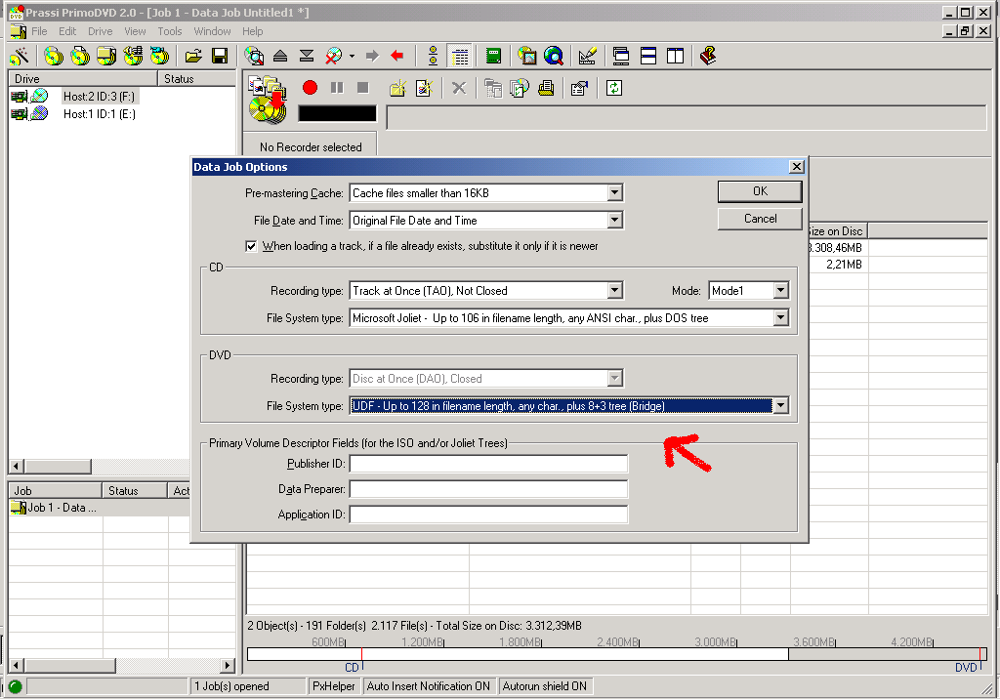 Prassi PrimoDVD 2.0 - [Job 1 - Data Job Untitled1 *]
File Edit Drive View Tools Window Help
Drive Status
Host:2 ID:3 (F:)
Host:1 ID:1 (E:)
No Recorder selected
Size on Disc
3.308,46MB
2,21MB
Data Job Options
Pre-mastering Cache: Cache files smaller than 16KB
OK
File Date and Time: Original File Date and Time
Cancel
When loading a track, if a file already exists, substitute it only if it is newer
CD
Recording type: Track at Once (TAO), Not Closed Mode: Mode1
File System type: Microsoft Joliet - Up to 106 in filename length, any ANSI char., plus DOS tree
DVD
Recording type: Disc at Once (DAO), Closed
File System type: UDF - Up to 128 in filename length, any char., plus 8+3 tree (Bridge)
Primary Volume Descriptor Fields (for the ISO and/or Joliet Trees)
Publisher ID:
Data Preparer:
Application ID:
Job Status Act
Job 1 - Data ...
2 Object(s) - 191 Folder(s) 2.117 File(s) - Total Size on Disc: 3.312,39MB
600MB 1.200MB 1.800MB 2.400MB 3.000MB 3.600MB 4.200MB
CD DVD
1 Job(s) opened PxHelper Auto Insert Notification ON Autorun shield ON